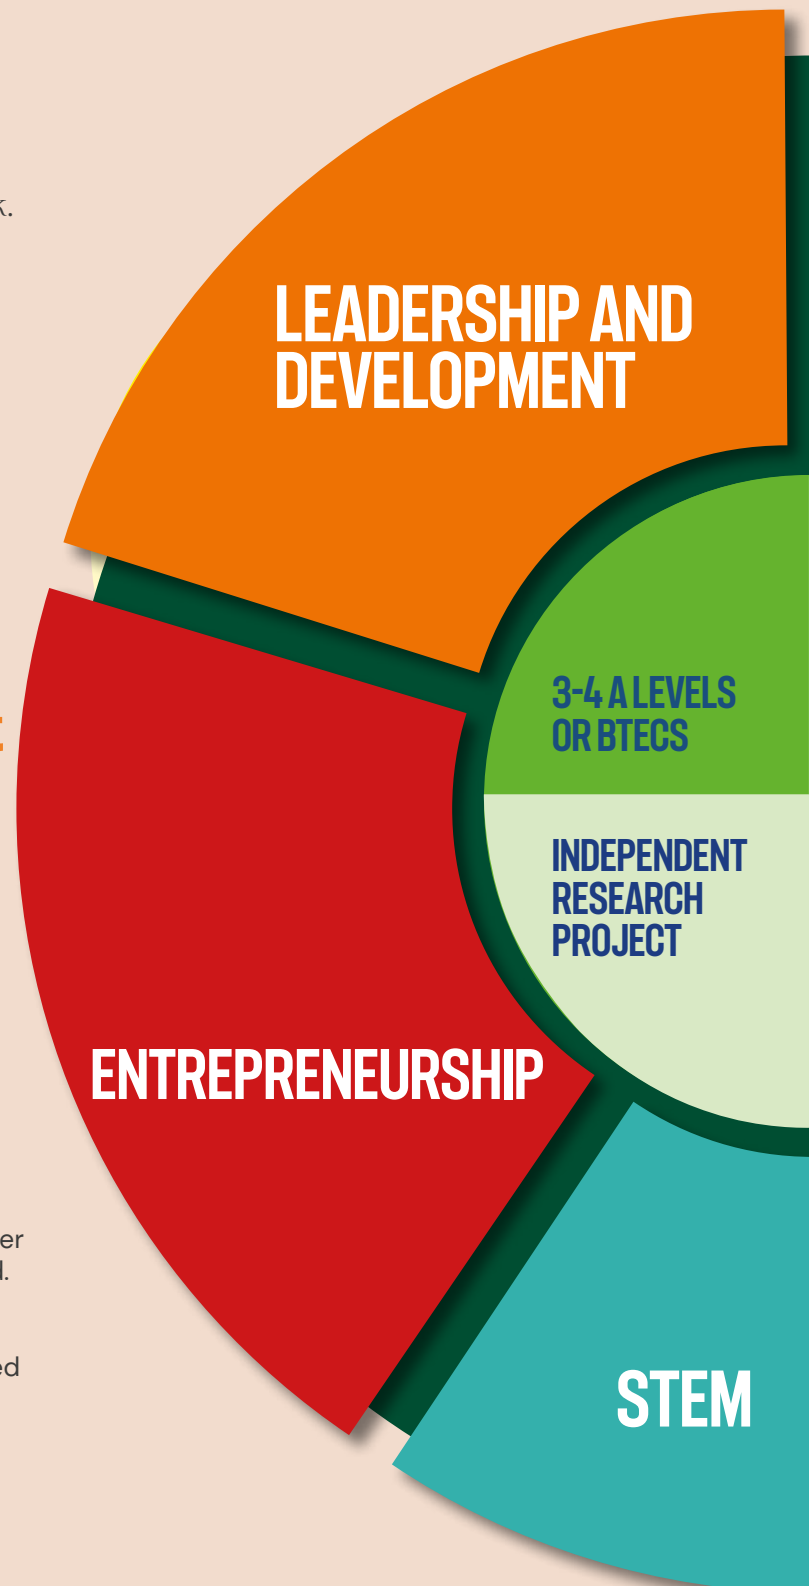 LEADERSHIP AND
DEVELOPMENT
3-4 A LEVELS
OR BTECS
INDEPENDENT
RESEARCH
PROJECT
ENTREPRENEURSHIP
STEM